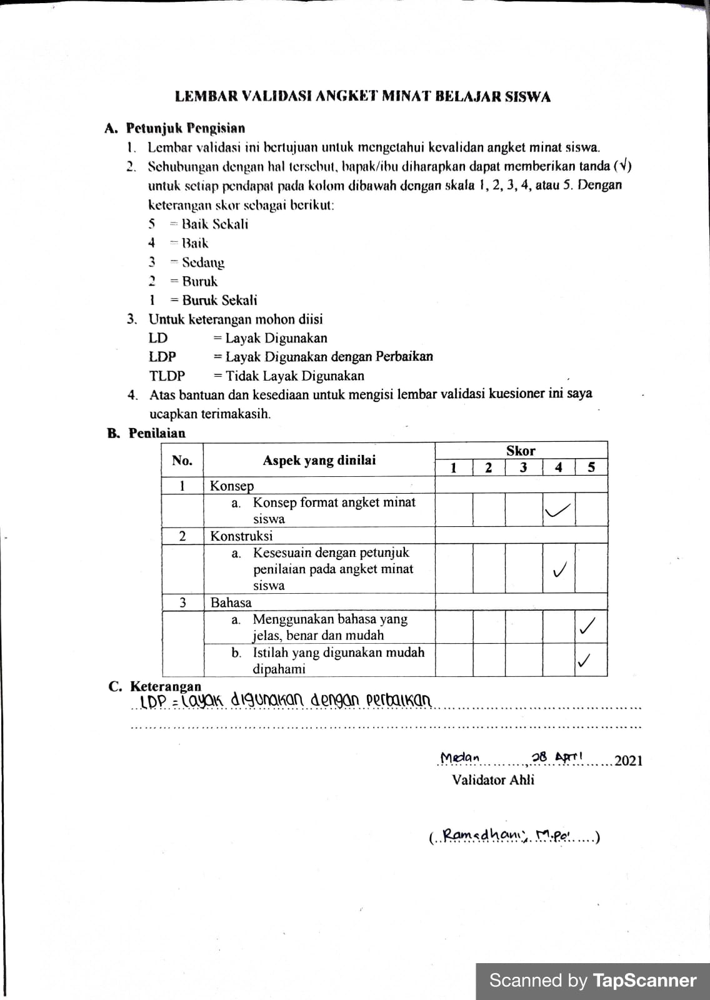 LEMBAR VALIDASI ANGKET MINAT BELAJAR SISWA
A. Petunjuk Pengisian
1. Lembar validasi ini bertujuan untuk mengetahui kevalidan angket minat siswa.
2. Sehubungan dengan hal tersebut, bapak/ibu diharapkan dapat memberikan tanda (√)
untuk setiap pendapat pada kolom dibawah dengan skala 1, 2, 3, 4, atau 5. Dengan
keterangan skor sebagai berikut:
5 = Baik Sekali
4 = Baik
3 = Sedang
2 = Buruk
1 = Buruk Sekali
3. Untuk keterangan mohon diisi
LD = Layak Digunakan
LDP = Layak Digunakan dengan Perbaikan
TLDP = Tidak Layak Digunakan
4. Atas bantuan dan kesediaan untuk mengisi lembar validasi kuesioner ini saya
ucapkan terimakasih.
B. Penilaian
No. Aspek yang dinilai Skor
1 2 3 4 5
1 Konsep
a. Konsep format angket minat ✓
siswa
2 Konstruksi
a. Kesesuain dengan petunjuk
penilaian pada angket minat ✓
siswa
3 Bahasa
a. Menggunakan bahasa yang ✓
jelas, benar dan mudah
b. Istilah yang digunakan mudah ✓
dipahami
C. Keterangan
LDP = Layak digunakan dengan perbaikan
Medan, 28 April 2021
Validator Ahli
(Ramadhani, M.Pd)
Scanned by TapScanner